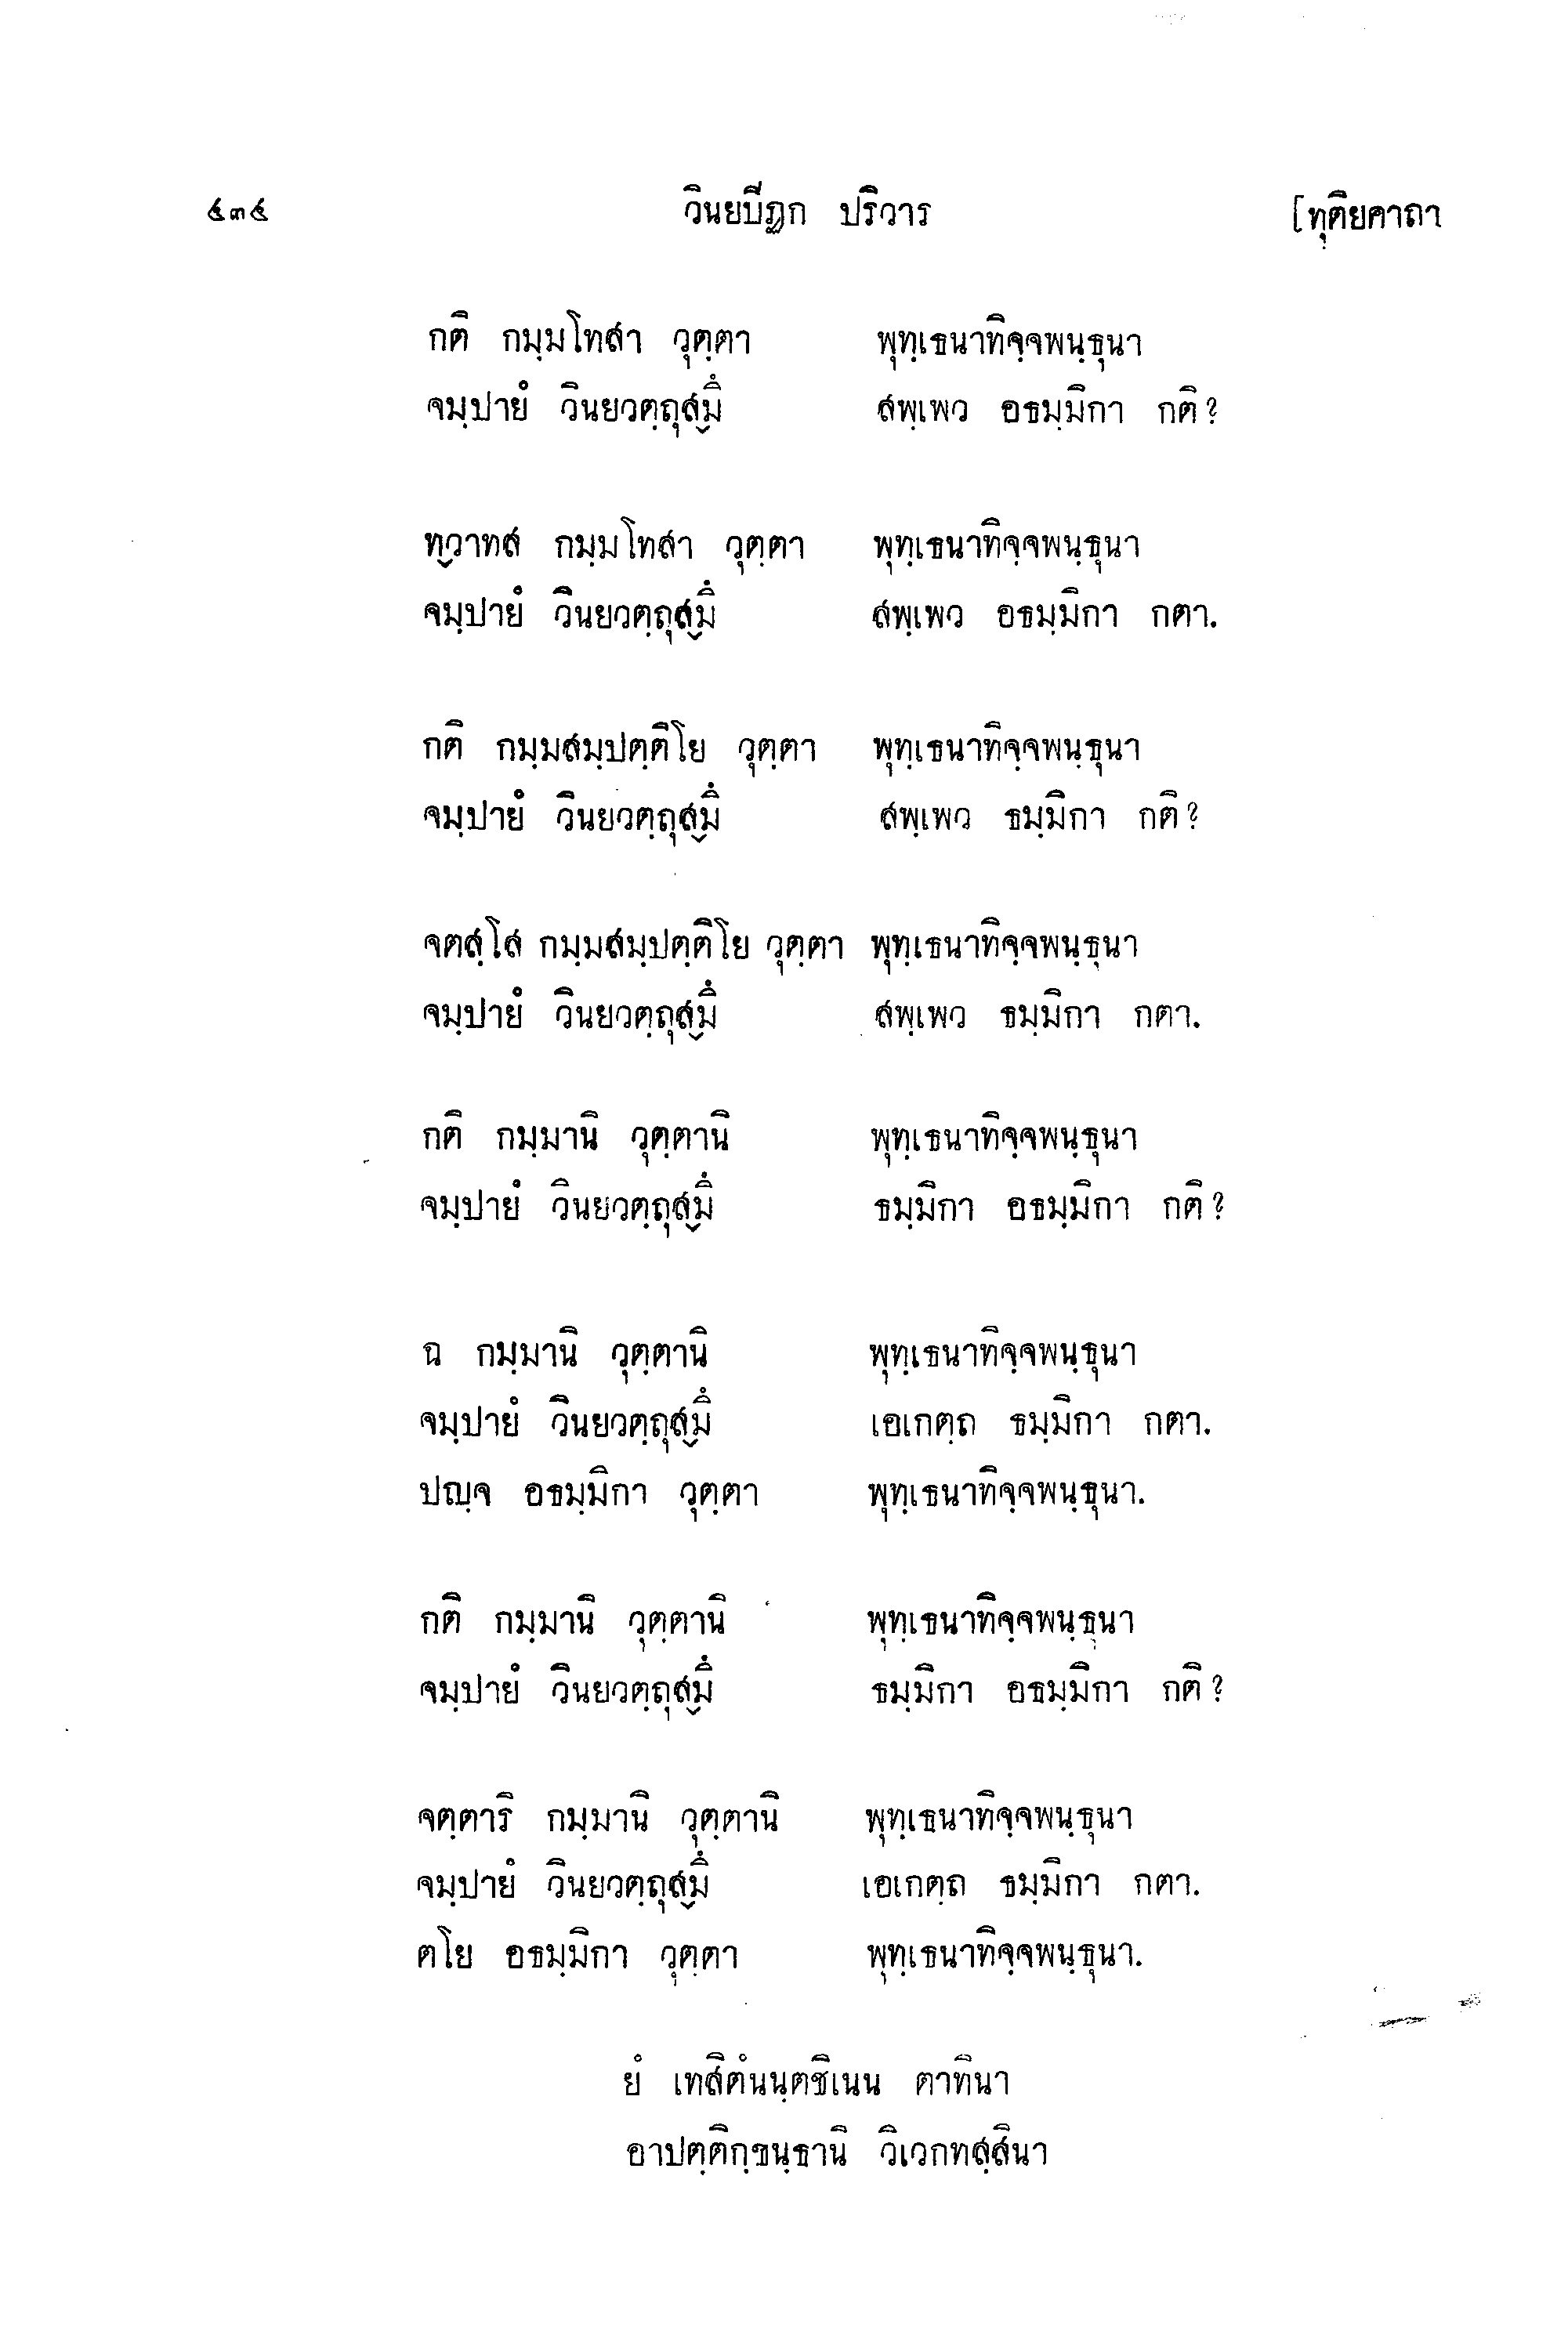 ๔๓๔ วินยปิฏก ปริวาร [ทุติยคาถา
กติ กมฺมโทสา วุตฺตา พุทฺเธนาทิจฺจพนฺธุนา
จมฺปายํ วินยวตฺถุสฺมิํ สพฺเพว อธมฺมิกา กติ?
ทฺวาทส กมฺมโทสา วุตฺตา พุทฺเธนาทิจฺจพนฺธุนา
จมฺปายํ วินยวตฺถุสฺมิํ สพฺเพว อธมฺมิกา กตา.
กติ กมฺมสมฺปตฺติโย วุตฺตา พุทฺเธนาทิจฺจพนฺธุนา
จมฺปายํ วินยวตฺถุสฺมิํ สพฺเพว ธมฺมิกา กติ?
จตสฺโส กมฺมสมฺปตฺติโย วุตฺตา พุทฺเธนาทิจฺจพนฺธุนา
จมฺปายํ วินยวตฺถุสฺมิํ สพฺเพว ธมฺมิกา กตา.
กติ กมฺมานิ วุตฺตานิ พุทฺเธนาทิจฺจพนฺธุนา
จมฺปายํ วินยวตฺถุสฺมิํ ธมฺมิกา อธมฺมิกา กติ?
ฉ กมฺมานิ วุตฺตานิ พุทฺเธนาทิจฺจพนฺธุนา
จมฺปายํ วินยวตฺถุสฺมิํ เอเกตฺถ ธมฺมิกา กตา.
ปญฺจ อธมฺมิกา วุตฺตา พุทฺเธนาทิจฺจพนฺธุนา.
กติ กมฺมานิ วุตฺตานิ พุทฺเธนาทิจฺจพนฺธุนา
จมฺปายํ วินยวตฺถุสฺมิํ ธมฺมิกา อธมฺมิกา กติ?
จตฺตาริ กมฺมานิ วุตฺตานิ พุทฺเธนาทิจฺจพนฺธุนา
จมฺปายํ วินยวตฺถุสฺมิํ เอเกตฺถ ธมฺมิกา กตา.
ตโย อธมฺมิกา วุตฺตา พุทฺเธนาทิจฺจพนฺธุนา.
ยํ เทสิตํนนฺตชิเนน ตาทินา
อาปตฺติกฺขนฺธานิ วิเวกทสฺสินา